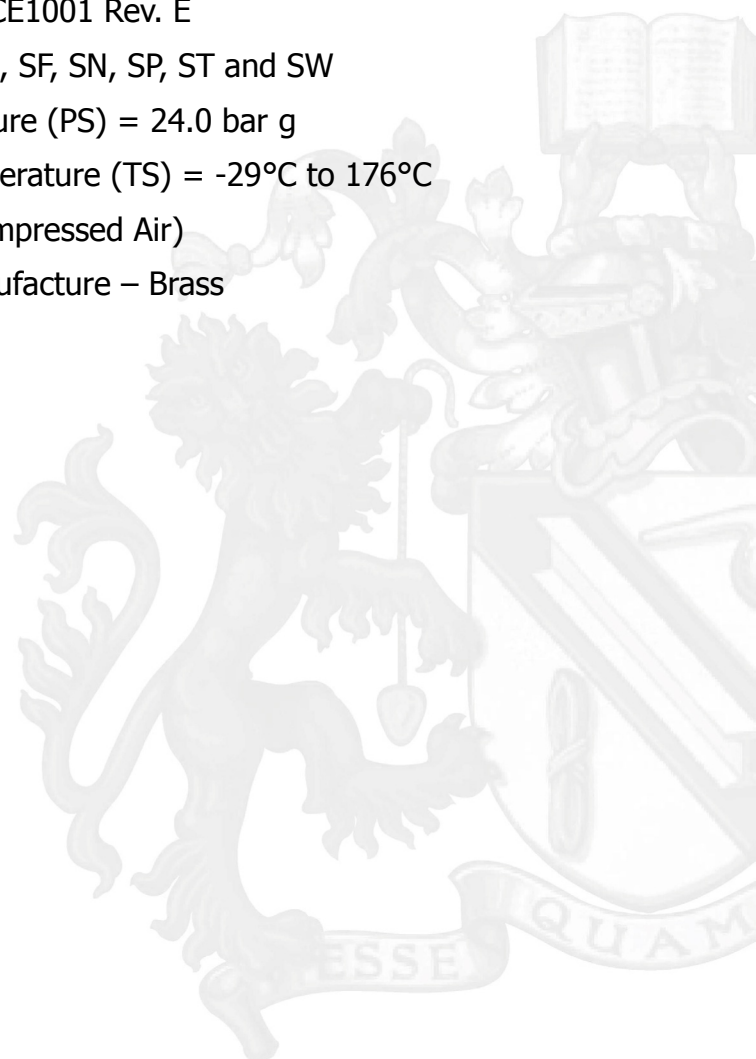 CE1001 Rev. E
, SF, SN, SP, ST and SW
ure (PS) = 24.0 bar g
erature (TS) = -29°C to 176°C
mpressed Air)
ufacture – Brass
ESSE QUAM